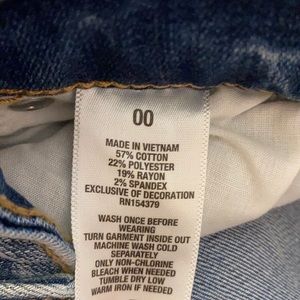 00
MADE IN VIETNAM
57% COTTON
22% POLYESTER
19% RAYON
2% SPANDEX
EXCLUSIVE OF DECORATION
RN154379
WASH ONCE BEFORE
WEARING
TURN GARMENT INSIDE OUT
MACHINE WASH COLD
SEPARATELY
ONLY NON-CHLORINE
BLEACH WHEN NEEDED
TUMBLE DRY LOW
WARM IRON IF NEEDED